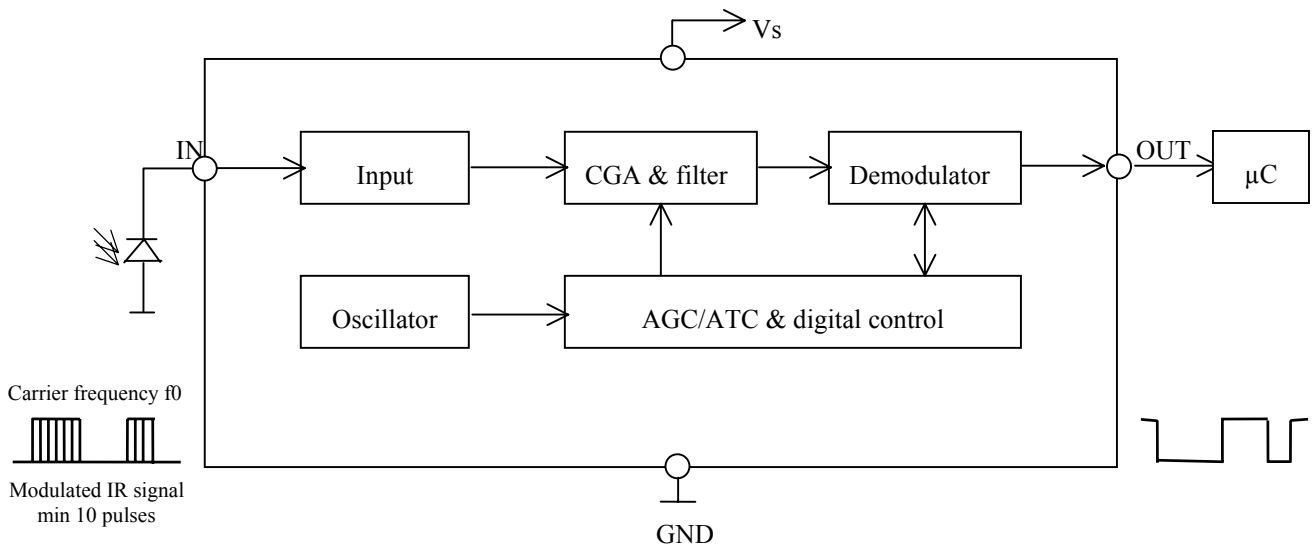 Vs
IN
Input
CGA & filter
Demodulator
OUT
µC
Oscillator
AGC/ATC & digital control
Carrier frequency f0
Modulated IR signal
min 10 pulses
GND